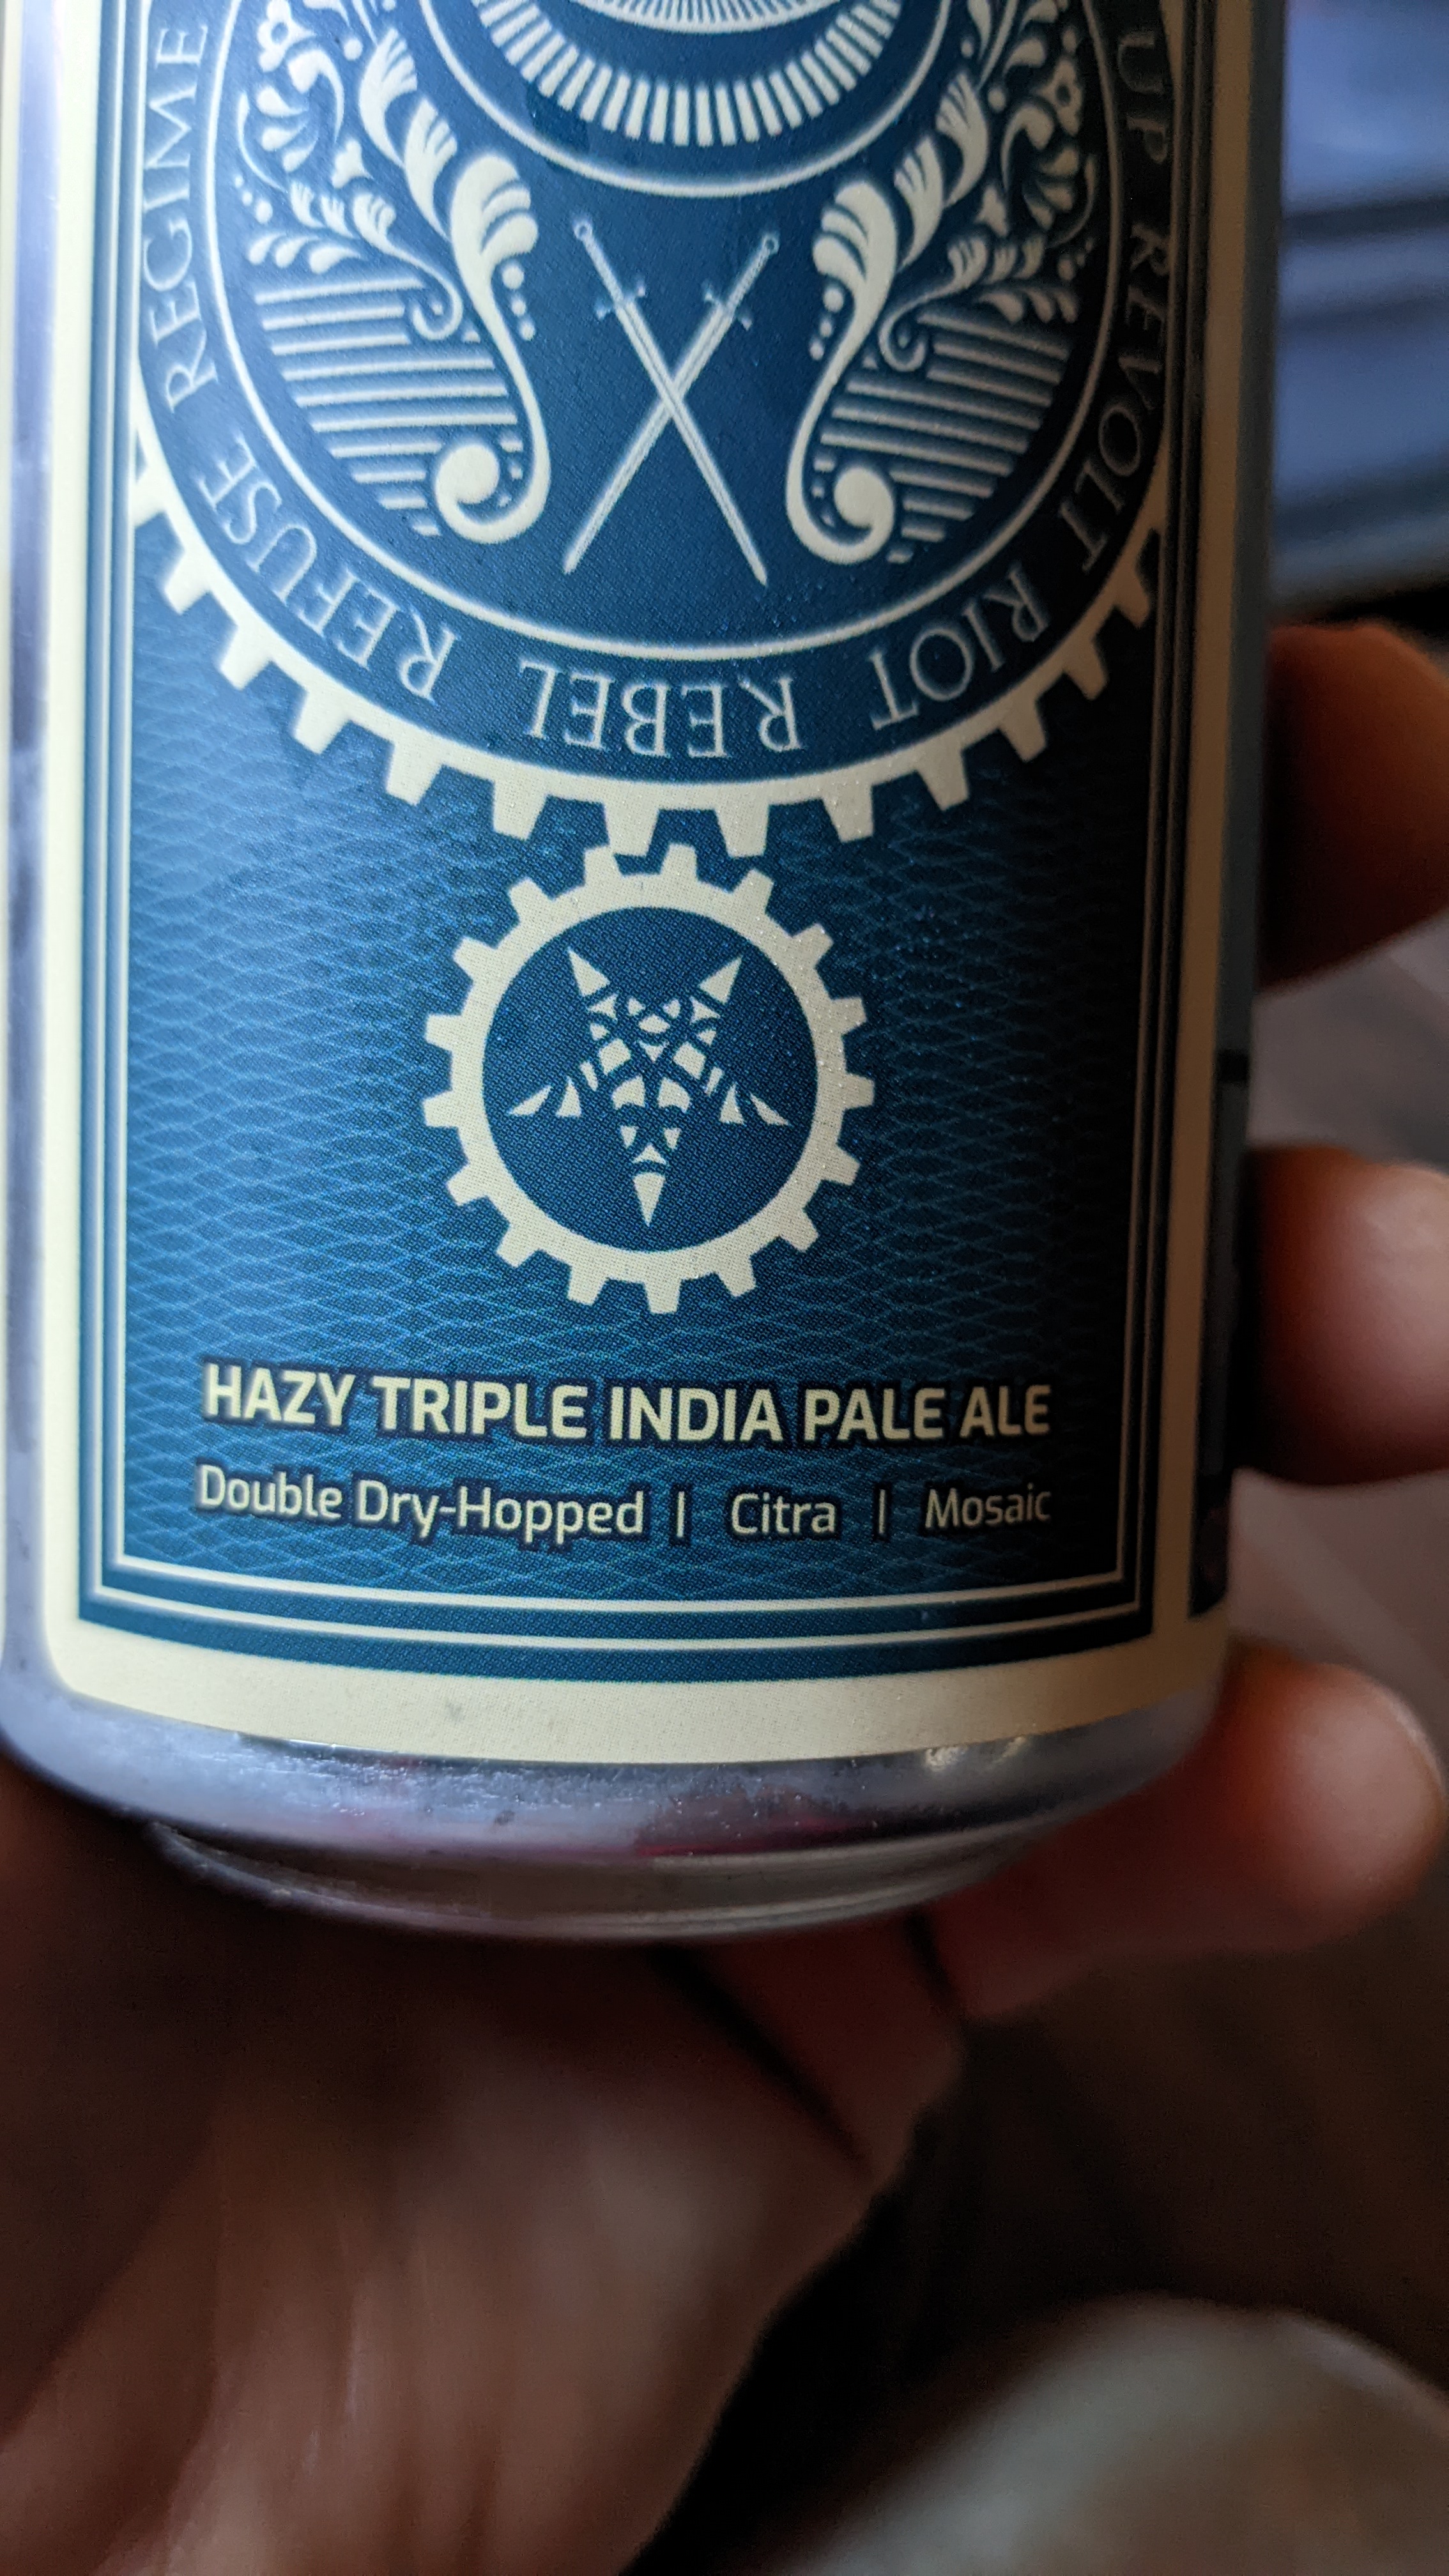 REGIME REFUSE REBEL RIOT REVOLT UP
HAZY TRIPLE INDIA PALE ALE
Double Dry-Hopped | Citra | Mosaic